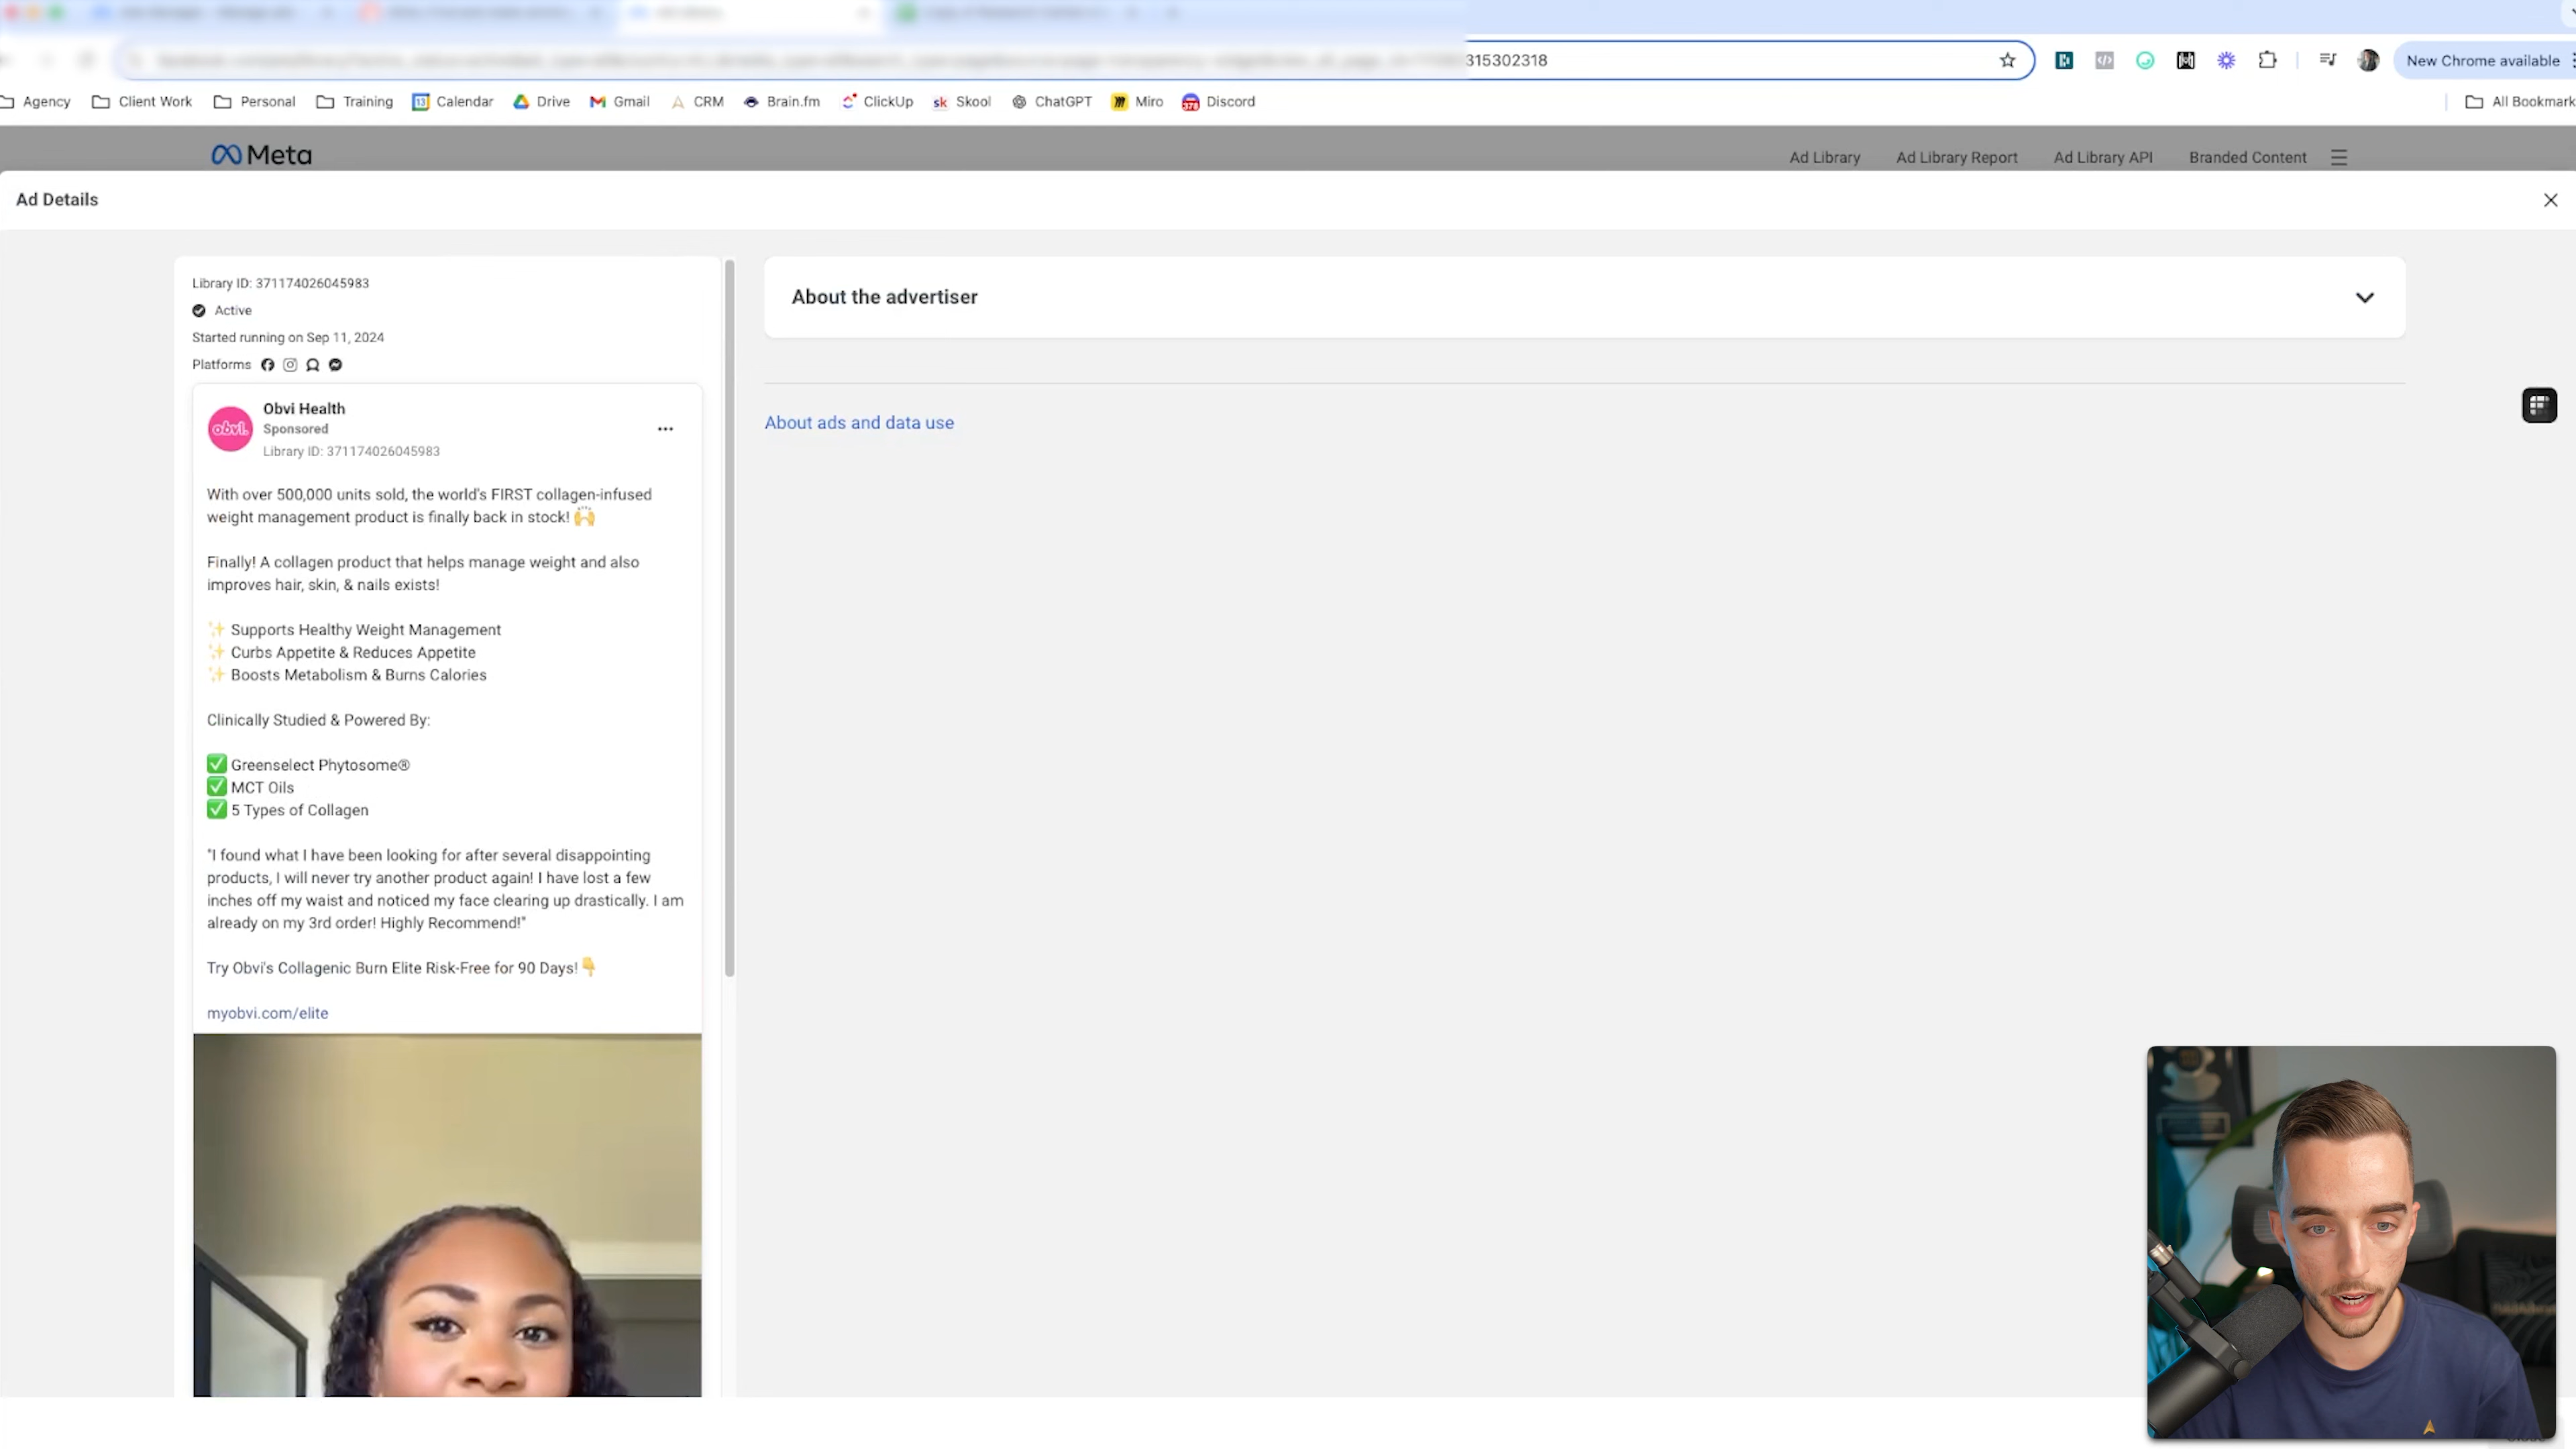 315302318
New Chrome available
Agency
Client Work
Personal
Training
Calendar
Drive
Gmail
CRM
Brain.fm
ClickUp
sk Skool
ChatGPT
Miro
Discord
All Bookmark
Meta
Ad Library
Ad Library Report
Ad Library API
Branded Content
Ad Details
Library ID: 371174026045983
Active
Started running on Sep 11, 2024
Platforms
About the advertiser
About ads and data use
obvi.
Obvi Health
Sponsored
Library ID: 371174026045983
With over 500,000 units sold, the world's FIRST collagen-infused
weight management product is finally back in stock! 🙌
Finally! A collagen product that helps manage weight and also
improves hair, skin, & nails exists!
✨ Supports Healthy Weight Management
✨ Curbs Appetite & Reduces Appetite
✨ Boosts Metabolism & Burns Calories
Clinically Studied & Powered By:
✅ Greenselect Phytosome®
✅ MCT Oils
✅ 5 Types of Collagen
"I found what I have been looking for after several disappointing
products, I will never try another product again! I have lost a few
inches off my waist and noticed my face clearing up drastically. I am
already on my 3rd order! Highly Recommend!"
Try Obvi's Collagenic Burn Elite Risk-Free for 90 Days!👇
myobvi.com/elite